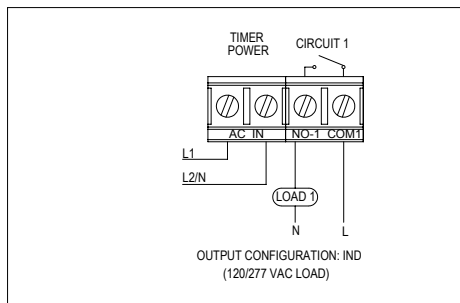 TIMER
POWER
CIRCUIT 1
AC IN NO-1 COM1
L1
L2/N
LOAD 1
N L
OUTPUT CONFIGURATION: IND
(120/277 VAC LOAD)